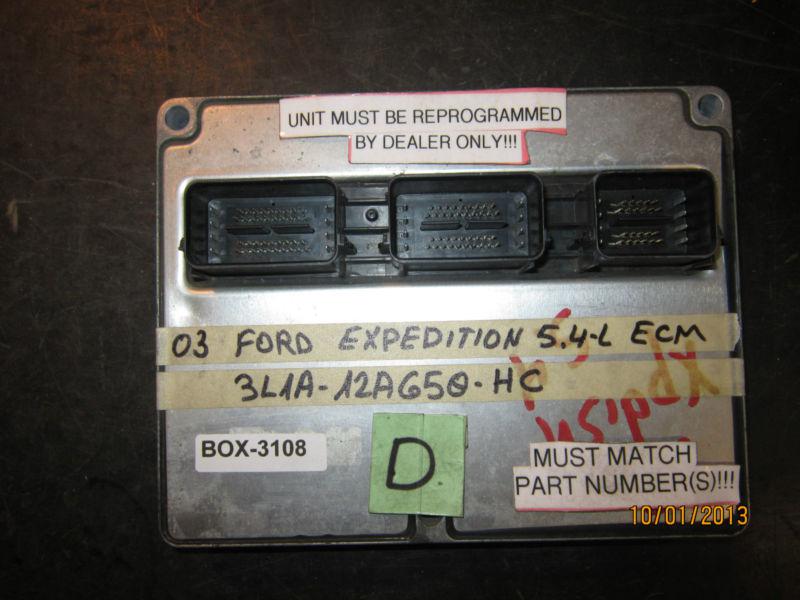 UNIT MUST BE REPROGRAMMED
BY DEALER ONLY!!!
03 FORD EXPEDITION 5.4-L ECM
3L1A-12A650-HC
BOX-3108
D
MUST MATCH
PART NUMBER(S)!!!
10/01/2013